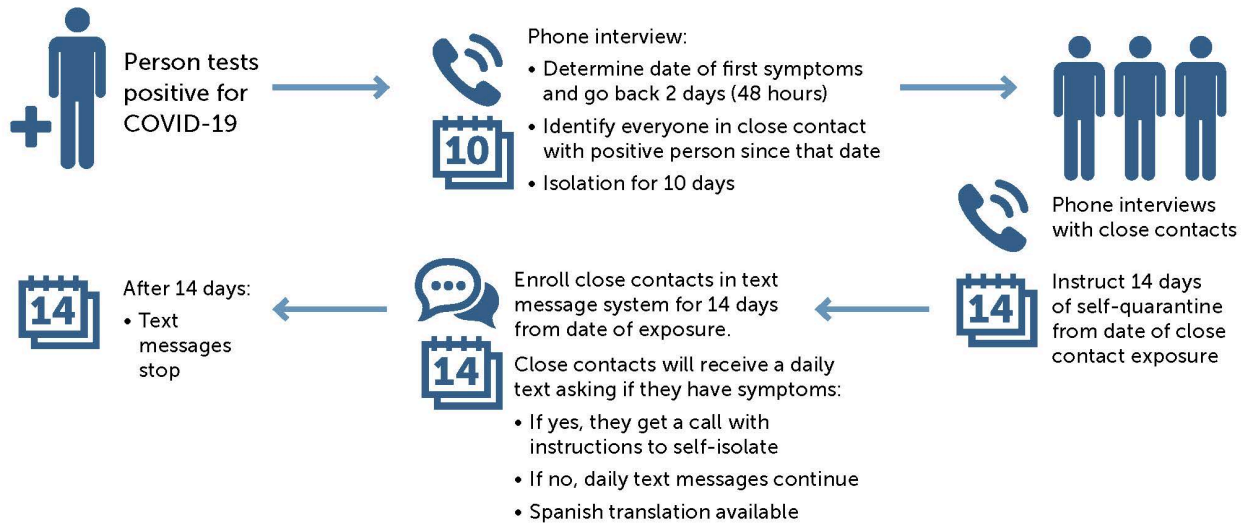 Person tests
positive for
COVID-19
Phone interview:
• Determine date of first symptoms
and go back 2 days (48 hours)
• Identify everyone in close contact
with positive person since that date
• Isolation for 10 days
10
Phone interviews
with close contacts
14
Instruct 14 days
of self-quarantine
from date of close
contact exposure
Enroll close contacts in text
message system for 14 days
from date of exposure.
14
Close contacts will receive a daily
text asking if they have symptoms:
• If yes, they get a call with
instructions to self-isolate
• If no, daily text messages continue
• Spanish translation available
14
After 14 days:
• Text
messages
stop